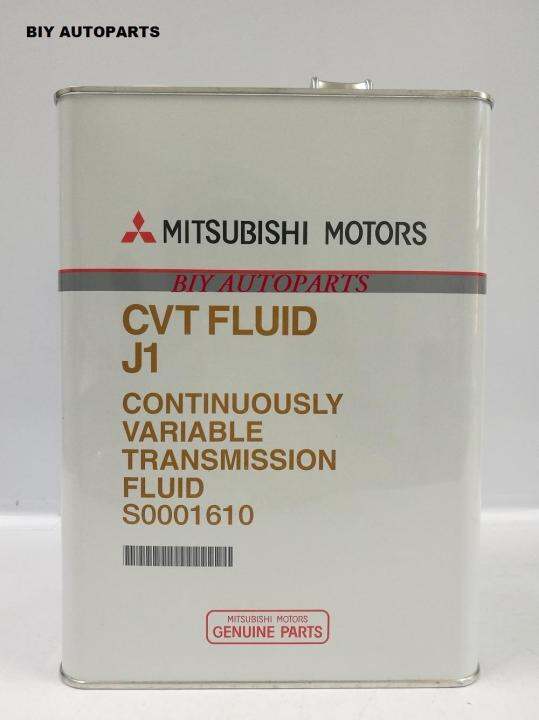 BIY AUTOPARTS
MITSUBISHI MOTORS
BIY AUTOPARTS
CVT FLUID
J1
CONTINUOUSLY
VARIABLE
TRANSMISSION
FLUID
S0001610
MITSUBISHI MOTORS
GENUINE PARTS